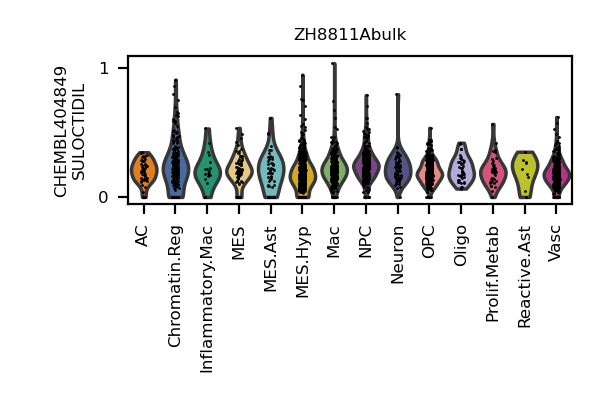 ZH8811Abulk
CHEMBL404849
SULOCTIDIL
1
0
AC
Chromatin.Reg
Inflammatory.Mac
MES
MES.Ast
MES.Hyp
Mac
NPC
Neuron
OPC
Oligo
Prolif.Metab
Reactive.Ast
Vasc